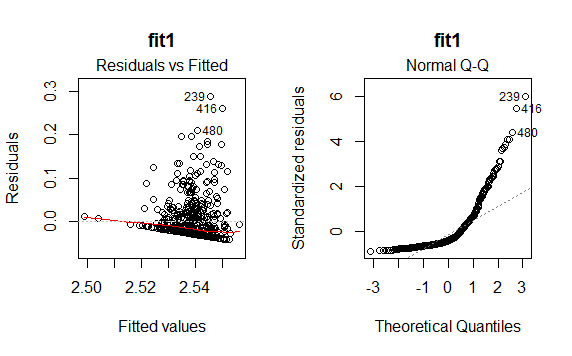 fit1
Residuals vs Fitted
Residuals
0.0
0.1
0.2
0.3
239
416
480
2.50
2.52
2.54
Fitted values
fit1
Normal Q-Q
Standardized residuals
0
2
4
6
239
416
480
-3
-1
0
1
2
3
Theoretical Quantiles